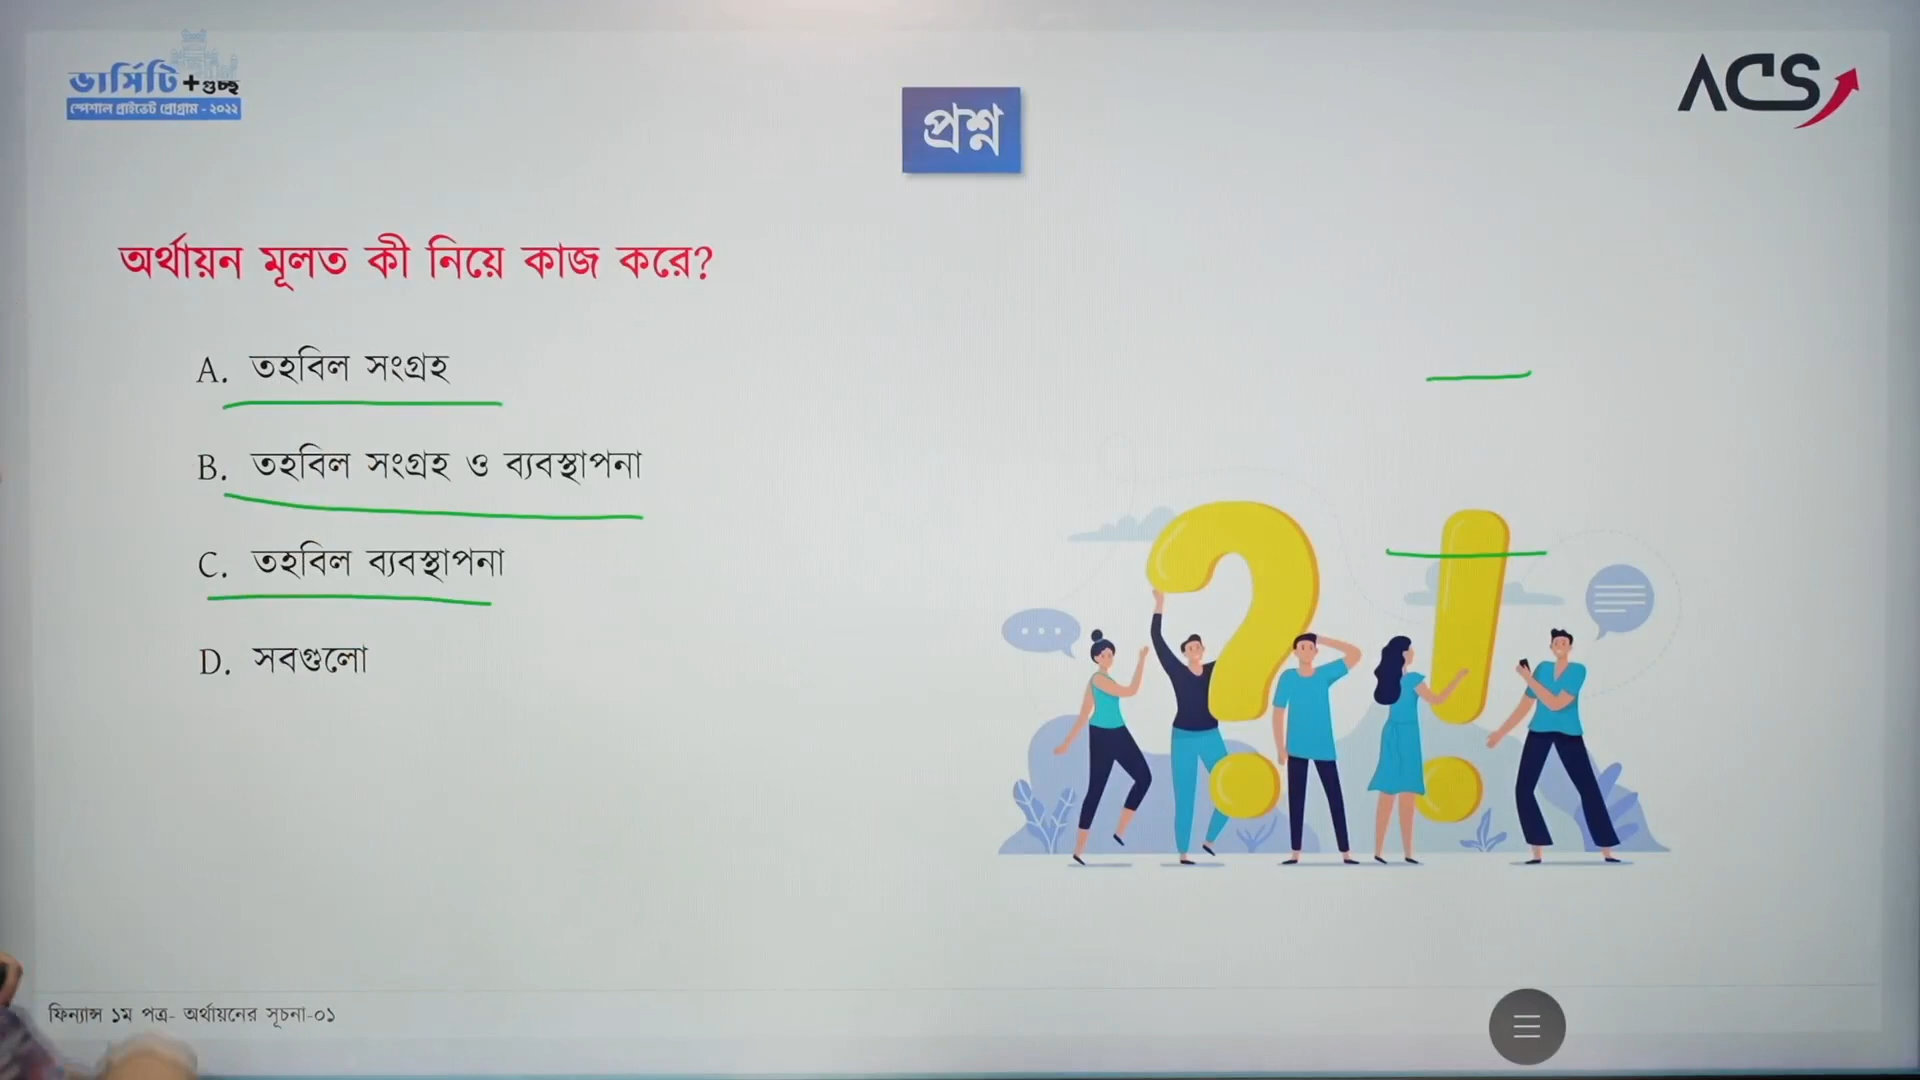 ভার্সিটি+গুচ্ছ
স্পেশাল প্রাইভেট প্রোগ্রাম - ২০২২
ACS
প্রশ্ন
অর্থায়ন মূলত কী নিয়ে কাজ করে?
A. তহবিল সংগ্রহ
B. তহবিল সংগ্রহ ও ব্যবস্থাপনা
C. তহবিল ব্যবস্থাপনা
D. সবগুলো
ফিন্যান্স ১ম পত্র- অর্থায়নের সূচনা-০১